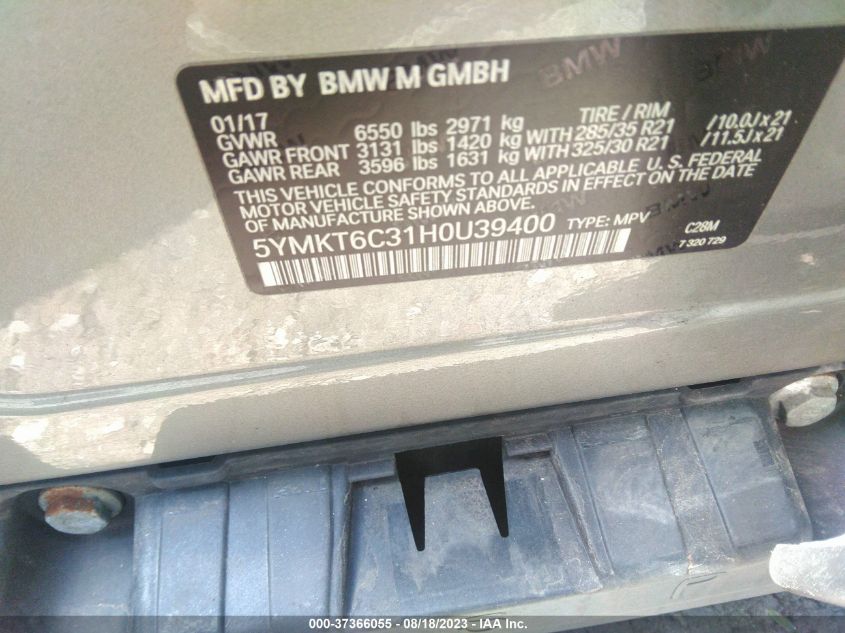 MFD BY BMW M GMBH
01/17 TIRE / RIM
GVWR 6550 lbs 2971 kg
GAWR FRONT 3131 lbs 1420 kg WITH 285/35 R21 /10.0J x 21
GAWR REAR 3596 lbs 1631 kg WITH 325/30 R21 /11.5J x 21
THIS VEHICLE CONFORMS TO ALL APPLICABLE U.S. FEDERAL
MOTOR VEHICLE SAFETY STANDARDS IN EFFECT ON THE DATE
OF MANUFACTURE SHOWN ABOVE.
5YMKT6C31H0U39400 TYPE: MPV C28M
7 320 729
000-37366055 / 08/18/2023 - © IAA Inc.